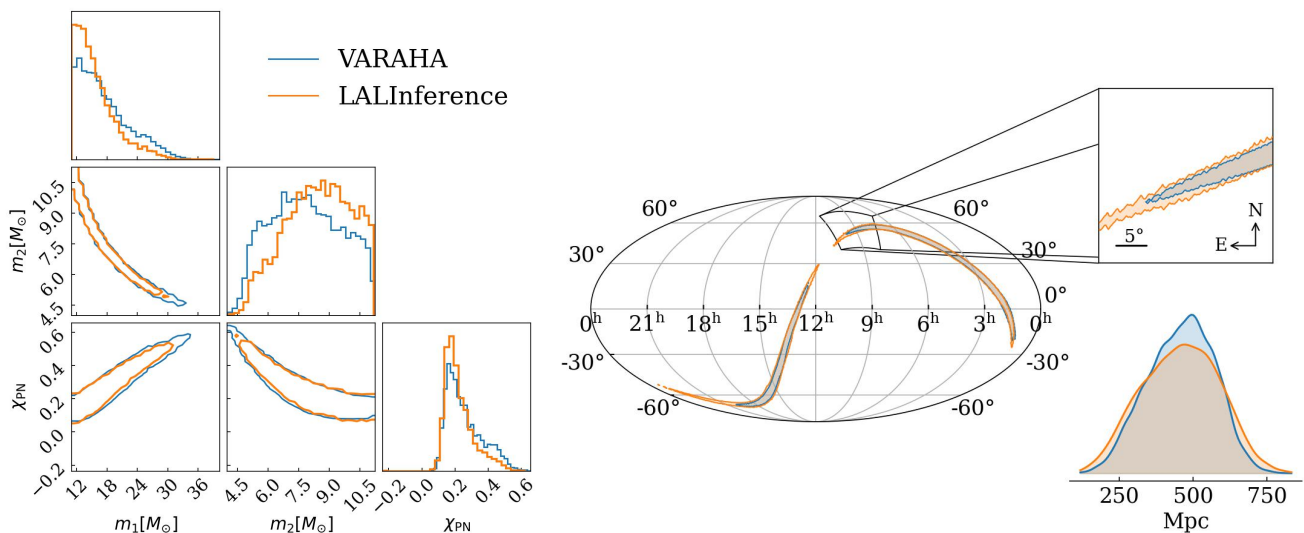 VARAHA
LALInference
m₂[M⊙]
10.5
9.0
7.5
6.0
4.5
χPN
0.6
0.4
0.2
0.0
−0.2
12 18 24 30 36
4.5 6.0 7.5 9.0 10.5
−0.2 0.0 0.2 0.4 0.6
m₁[M⊙]
m₂[M⊙]
χPN
60° 60°
30° 30°
0°
0ʰ 21ʰ 18ʰ 15ʰ 12ʰ 9ʰ 6ʰ 3ʰ 0ʰ
-30° -30°
-60° -60°
5°
N
E
250 500 750
Mpc